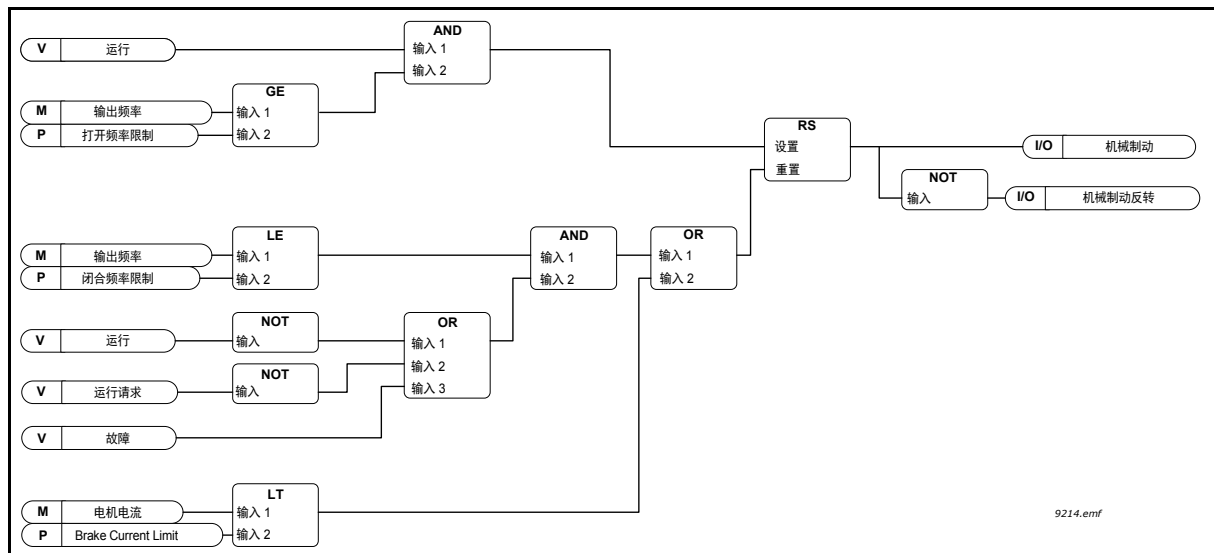 AND
V 运行 输入 1
输入 2
GE
M 输出频率 输入 1
P 打开频率限制 输入 2
RS
设置
重置
I/O 机械制动
NOT
输入
I/O 机械制动反转
LE
M 输出频率 输入 1
P 闭合频率限制 输入 2
AND
输入 1
输入 2
OR
输入 1
输入 2
NOT
V 运行 输入
OR
输入 1
输入 2
输入 3
NOT
V 运行请求 输入
V 故障
LT
M 电机电流 输入 1
P Brake Current Limit 输入 2
9214.emf